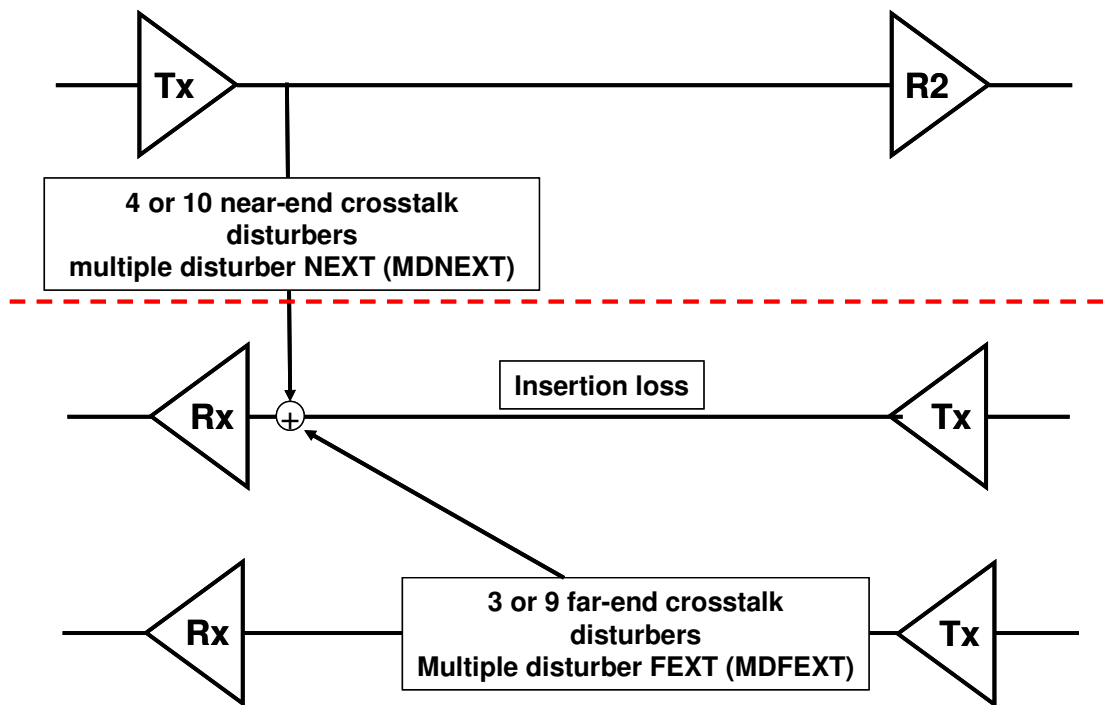 Tx
R2
4 or 10 near-end crosstalk
disturbers
multiple disturber NEXT (MDNEXT)
Insertion loss
Rx
+
Tx
3 or 9 far-end crosstalk
disturbers
Multiple disturber FEXT (MDFEXT)
Rx
Tx